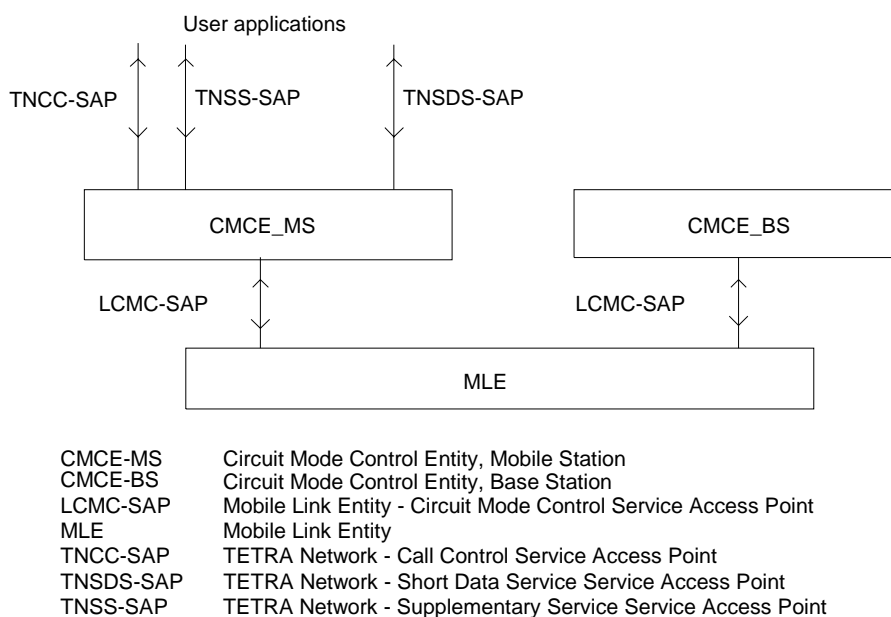 User applications
TNCC-SAP TNSS-SAP TNSDS-SAP
CMCE_MS CMCE_BS
LCMC-SAP LCMC-SAP
MLE
CMCE-MS Circuit Mode Control Entity, Mobile Station
CMCE-BS Circuit Mode Control Entity, Base Station
LCMC-SAP Mobile Link Entity - Circuit Mode Control Service Access Point
MLE Mobile Link Entity
TNCC-SAP TETRA Network - Call Control Service Access Point
TNSDS-SAP TETRA Network - Short Data Service Service Access Point
TNSS-SAP TETRA Network - Supplementary Service Service Access Point